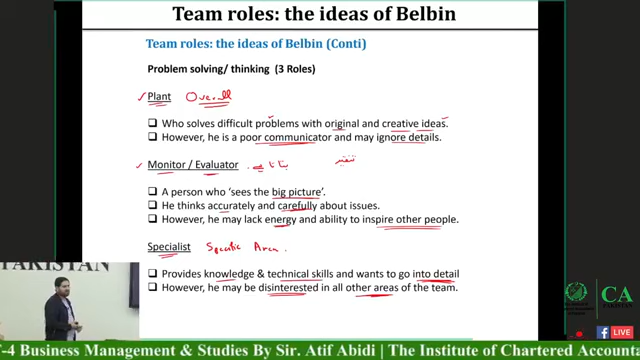 Team roles: the ideas of Belbin
Team roles: the ideas of Belbin (Conti)
Problem solving/ thinking (3 Roles)
Plant Overall
Who solves difficult problems with original and creative ideas.
However, he is a poor communicator and may ignore details.
Monitor / Evaluator
A person who ‘sees the big picture’.
He thinks accurately and carefully about issues.
However, he may lack energy and ability to inspire other people.
Specialist Specific Area.
Provides knowledge & technical skills and wants to go into detail
However, he may be disinterested in all other areas of the team.
PAKISTAN
CA
PAKISTAN
LIVE
T-4 Business Management & Studies By Sir. Atif Abidi | The Institute of Chartered Account